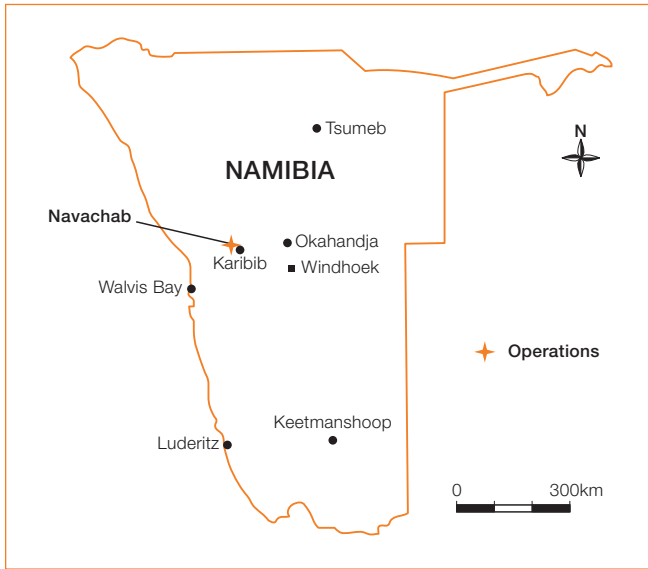 Tsumeb
N
NAMIBIA
Navachab
Okahandja
Karibib
Windhoek
Walvis Bay
Operations
Keetmanshoop
Luderitz
0 300km